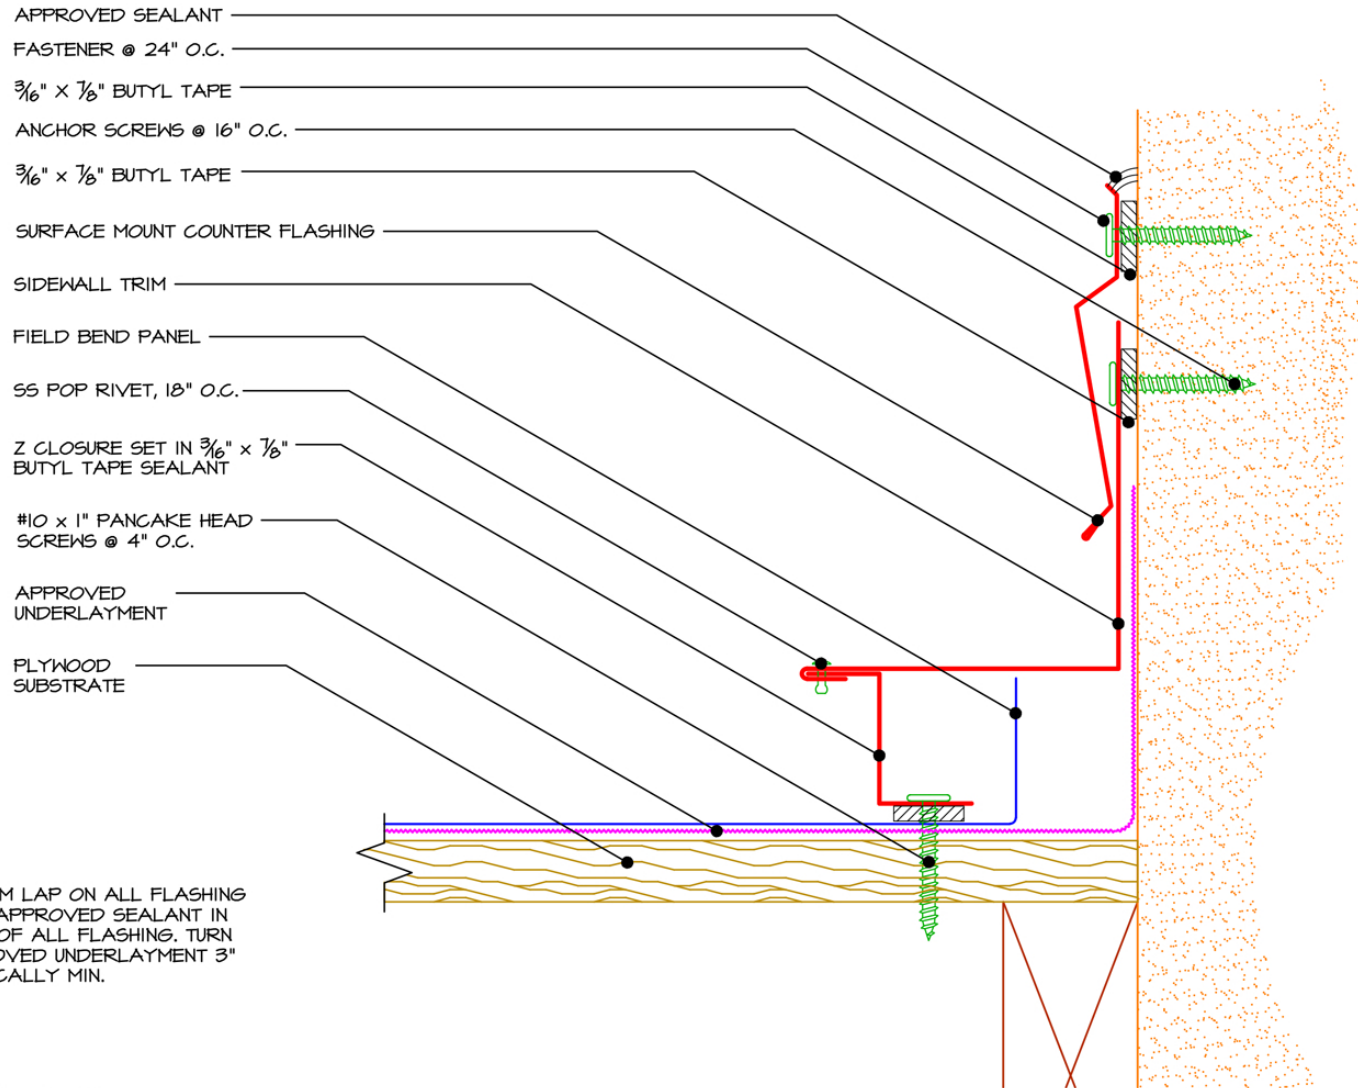 APPROVED SEALANT
FASTENER @ 24" O.C.
3/16" X 7/8" BUTYL TAPE
ANCHOR SCREWS @ 16" O.C.
3/16" x 7/8" BUTYL TAPE
SURFACE MOUNT COUNTER FLASHING
SIDEWALL TRIM
FIELD BEND PANEL
SS POP RIVET, 18" O.C.
Z CLOSURE SET IN 3/16" x 7/8"
BUTYL TAPE SEALANT
#10 x 1" PANCAKE HEAD
SCREWS @ 4" O.C.
APPROVED
UNDERLAYMENT
PLYWOOD
SUBSTRATE
LAP ON ALL FLASHING
APPROVED SEALANT IN
OF ALL FLASHING. TURN
UNDERLAYMENT 3"
MIN.